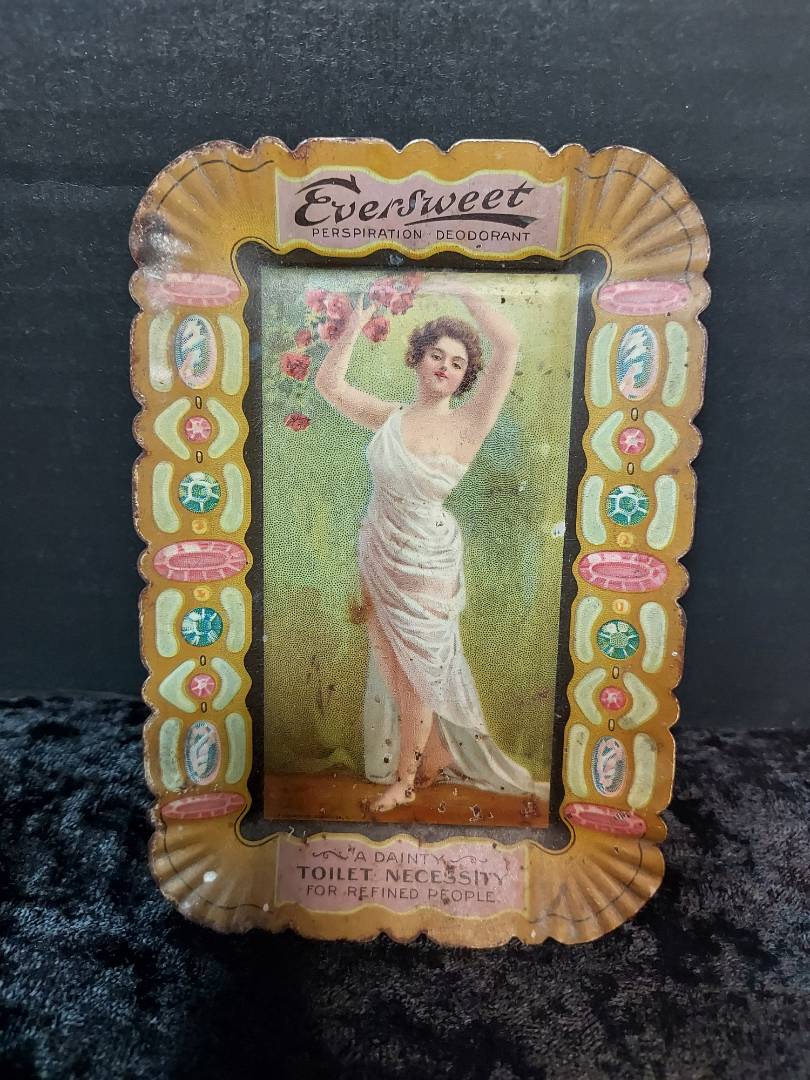 Eversweet
PERSPIRATION DEODORANT
"A DAINTY
TOILET NECESSITY
FOR REFINED PEOPLE